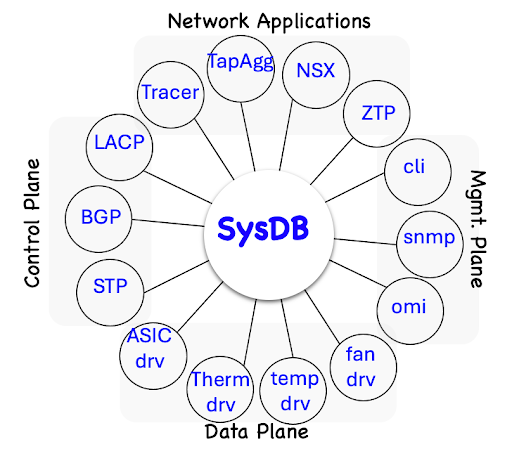 Network Applications
TapAgg
NSX
Tracer
ZTP
LACP
cli
Control Plane
BGP
SysDB
snmp
Mgmt. Plane
STP
omi
ASIC
drv
fan
drv
Therm
drv
temp
drv
Data Plane